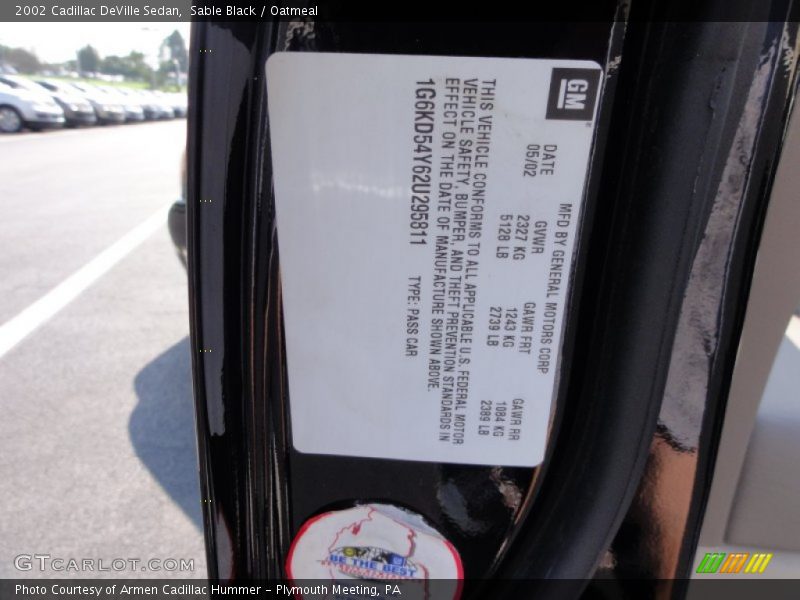 2002 Cadillac DeVille Sedan, Sable Black / Oatmeal
GM
DATE
05/02
MFD BY GENERAL MOTORS CORP
GVWR
2327 KG
5128 LB
GAWR FRT
1243 KG
2739 LB
GAWR RR
1084 KG
2389 LB
THIS VEHICLE CONFORMS TO ALL APPLICABLE U.S. FEDERAL MOTOR
VEHICLE SAFETY, BUMPER, AND THEFT PREVENTION STANDARDS IN
EFFECT ON THE DATE OF MANUFACTURE SHOWN ABOVE.
1G6KD54Y62U295811 TYPE: PASS CAR
THE BEST
GTCARLOT.COM
Photo Courtesy of Armen Cadillac Hummer – Plymouth Meeting, PA